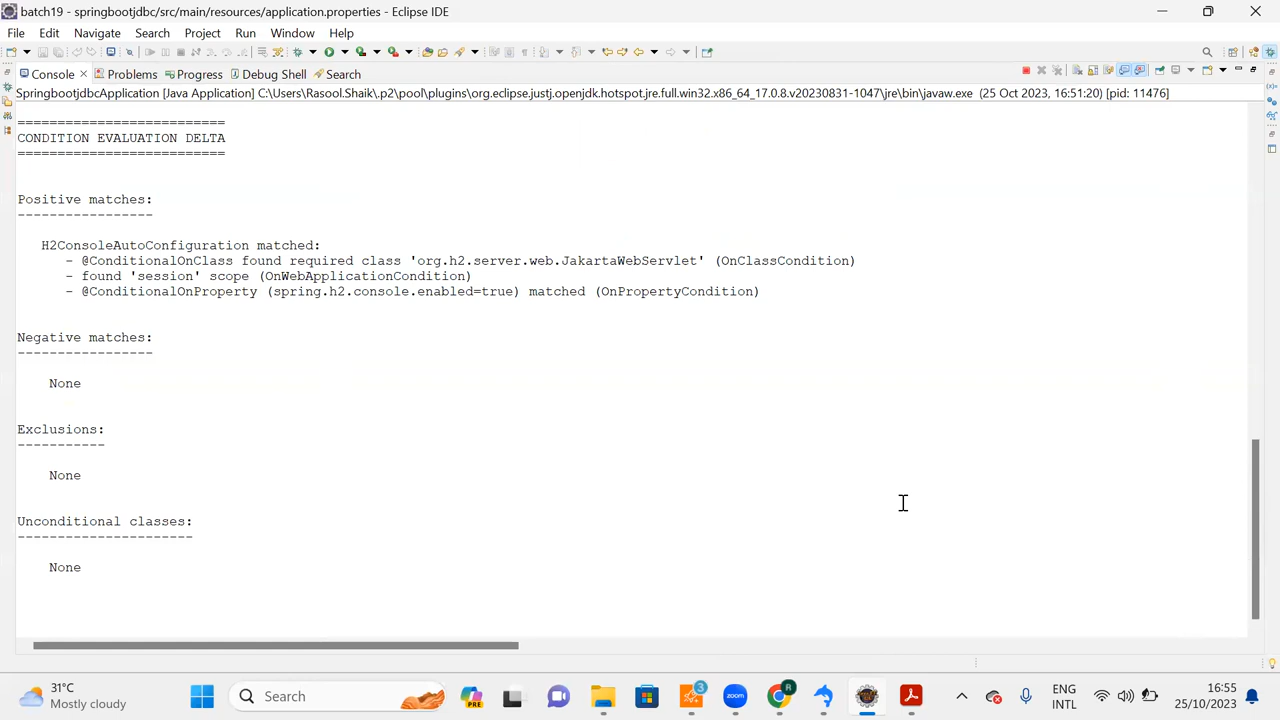 batch19 - springbootjdbc/src/main/resources/application.properties - Eclipse IDE
File Edit Navigate Search Project Run Window Help
Console Problems Progress Debug Shell Search
SpringbootjdbcApplication [Java Application] C:\Users\Rasool.Shaik\.p2\pool\plugins\org.eclipse.justj.openjdk.hotspot.jre.full.win32.x86_64_17.0.8.v20230831-1047\jre\bin\javaw.exe (25 Oct 2023, 16:51:20) [pid: 11476]
==========================
CONDITION EVALUATION DELTA
==========================
Positive matches:
-----------------
H2ConsoleAutoConfiguration matched:
- @ConditionalOnClass found required class 'org.h2.server.web.JakartaWebServlet' (OnClassCondition)
- found 'session' scope (OnWebApplicationCondition)
- @ConditionalOnProperty (spring.h2.console.enabled=true) matched (OnPropertyCondition)
Negative matches:
-----------------
None
Exclusions:
-----------
None
Unconditional classes:
----------------------
None
31°C
Mostly cloudy
Search
PRE
3
R
ENG
INTL
16:55
25/10/2023